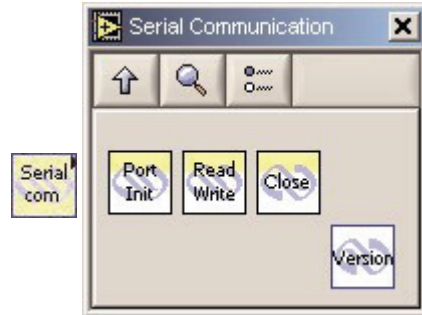 Serial Communication
Serial
com
Port
Init
Read
Write
Close
Version